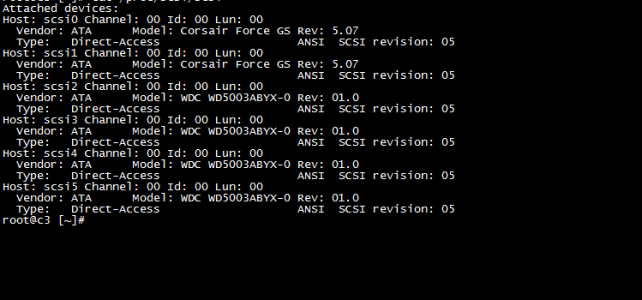 Attached devices:
Host: scsi0 Channel: 00 Id: 00 Lun: 00
  Vendor: ATA      Model: Corsair Force GS Rev: 5.07
  Type:   Direct-Access                    ANSI  SCSI revision: 05
Host: scsi1 Channel: 00 Id: 00 Lun: 00
  Vendor: ATA      Model: Corsair Force GS Rev: 5.07
  Type:   Direct-Access                    ANSI  SCSI revision: 05
Host: scsi2 Channel: 00 Id: 00 Lun: 00
  Vendor: ATA      Model: WDC WD5003ABYX-0 Rev: 01.0
  Type:   Direct-Access                    ANSI  SCSI revision: 05
Host: scsi3 Channel: 00 Id: 00 Lun: 00
  Vendor: ATA      Model: WDC WD5003ABYX-0 Rev: 01.0
  Type:   Direct-Access                    ANSI  SCSI revision: 05
Host: scsi4 Channel: 00 Id: 00 Lun: 00
  Vendor: ATA      Model: WDC WD5003ABYX-0 Rev: 01.0
  Type:   Direct-Access                    ANSI  SCSI revision: 05
Host: scsi5 Channel: 00 Id: 00 Lun: 00
  Vendor: ATA      Model: WDC WD5003ABYX-0 Rev: 01.0
  Type:   Direct-Access                    ANSI  SCSI revision: 05
root@c3 [~]#